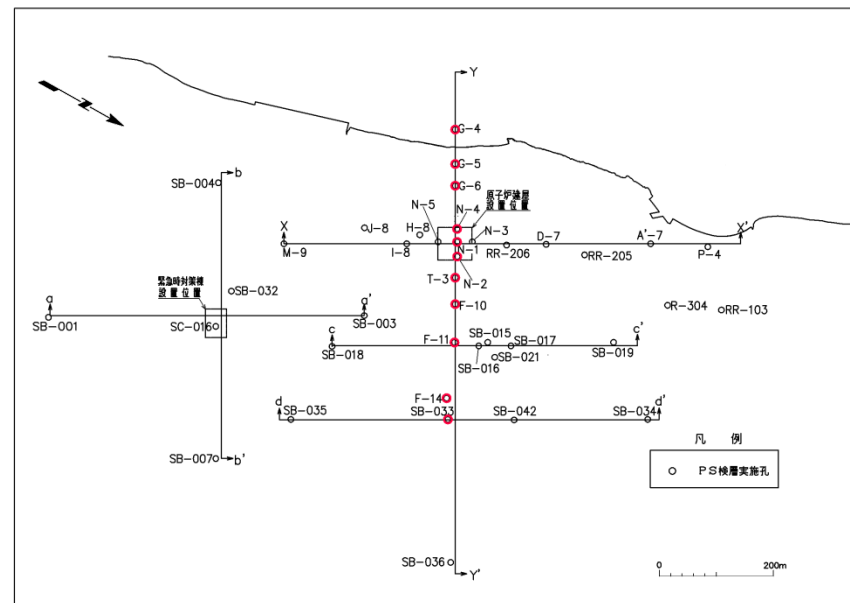 Y
G-4
G-5
b
SB-004
G-6
原子炉建屋
設置位置
N-5
N-4
J-8
H-8
N-3
X
X'
M-9
I-8
N-1
RR-206
D-7
A'-7
P-4
RR-205
N-2
T-3
緊急時対策棟
設置位置
SB-032
a
a'
F-10
R-304
RR-103
SB-001
SC-016
SB-003
c
F-11
SB-015
c'
SB-018
SB-017
SB-019
SB-016
SB-021
F-14
d
SB-035
SB-033
SB-042
SB-034
d'
凡 例
SB-007
b'
PS検層実施孔
SB-036
Y'
0
200m